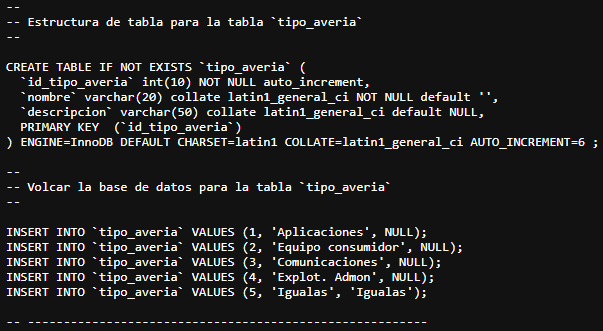 --
-- Estructura de tabla para la tabla `tipo_averia`
--
CREATE TABLE IF NOT EXISTS `tipo_averia` (
  `id_tipo_averia` int(10) NOT NULL auto_increment,
  `nombre` varchar(20) collate latin1_general_ci NOT NULL default '',
  `descripcion` varchar(50) collate latin1_general_ci default NULL,
  PRIMARY KEY  (`id_tipo_averia`)
) ENGINE=InnoDB DEFAULT CHARSET=latin1 COLLATE=latin1_general_ci AUTO_INCREMENT=6 ;
--
-- Volcar la base de datos para la tabla `tipo_averia`
--
INSERT INTO `tipo_averia` VALUES (1, 'Aplicaciones', NULL);
INSERT INTO `tipo_averia` VALUES (2, 'Equipo consumidor', NULL);
INSERT INTO `tipo_averia` VALUES (3, 'Comunicaciones', NULL);
INSERT INTO `tipo_averia` VALUES (4, 'Explot. Admon', NULL);
INSERT INTO `tipo_averia` VALUES (5, 'Igualas', 'Igualas');
-- --------------------------------------------------------